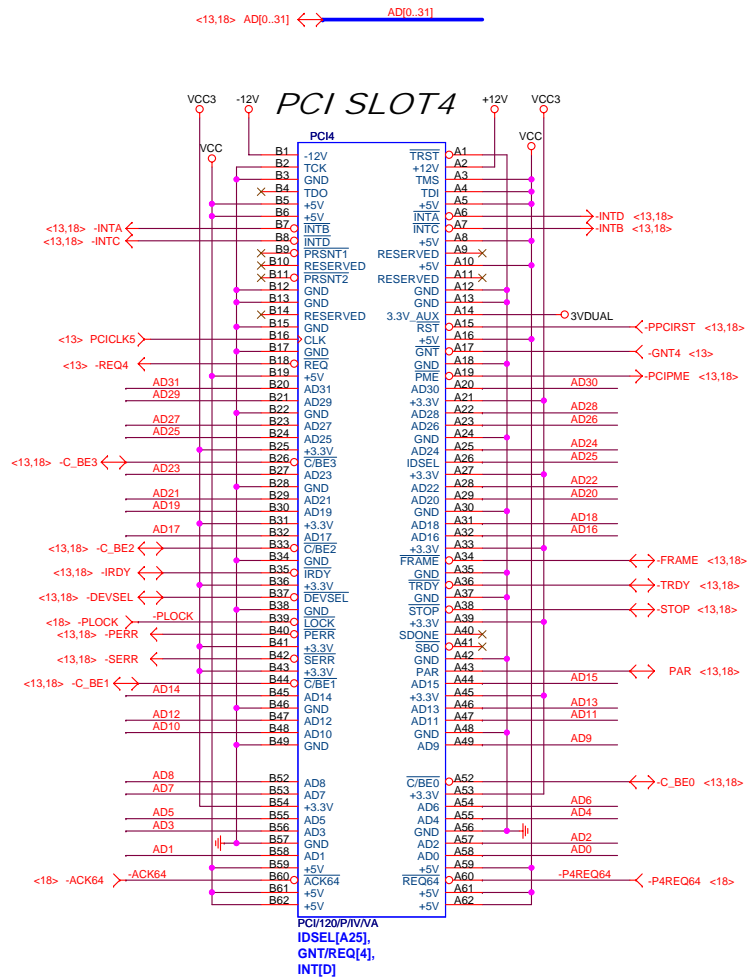 <13,18> AD[0..31] AD[0..31]
PCI SLOT4
VCC3 -12V +12V VCC3
VCC VCC
PCI4
B1 -12V TRST A1
B2 TCK +12V A2
B3 GND TMS A3
B4 TDO TDI A4
B5 +5V +5V A5
B6 +5V INTA A6 -INTD <13,18>
<13,18> -INTA B7 INTB INTC A7 -INTB <13,18>
<13,18> -INTC B8 INTD +5V A8
B9 PRSNT1 RESERVED A9
B10 RESERVED +5V A10
B11 PRSNT2 RESERVED A11
B12 GND GND A12
B13 GND GND A13
B14 RESERVED 3.3V_AUX A14 3VDUAL
B15 GND RST A15 -PPCIRST <13,18>
<13> PCICLK5 B16 CLK +5V A16
B17 GND GNT A17 -GNT4 <13>
<13> -REQ4 B18 REQ GND A18
B19 +5V PME A19 -PCIPME <13,18>
AD31 B20 AD31 AD30 A20 AD30
AD29 B21 AD29 +3.3V A21
B22 GND AD28 A22 AD28
AD27 B23 AD27 AD26 A23 AD26
AD25 B24 AD25 GND A24
B25 +3.3V AD24 A25 AD24
<13,18> -C_BE3 B26 C/BE3 IDSEL A26 AD25
AD23 B27 AD23 +3.3V A27
B28 GND AD22 A28 AD22
AD21 B29 AD21 AD20 A29 AD20
AD19 B30 AD19 GND A30
B31 +3.3V AD18 A31 AD18
AD17 B32 AD17 AD16 A32 AD16
<13,18> -C_BE2 B33 C/BE2 +3.3V A33
B34 GND FRAME A34 -FRAME <13,18>
<13,18> -IRDY B35 IRDY GND A35
B36 +3.3V TRDY A36 -TRDY <13,18>
<13,18> -DEVSEL B37 DEVSEL GND A37
B38 GND STOP A38 -STOP <13,18>
<18> -PLOCK -PLOCK B39 LOCK +3.3V A39
<13,18> -PERR B40 PERR SDONE A40
B41 +3.3V SBO A41
<13,18> -SERR B42 SERR GND A42
B43 +3.3V PAR A43 PAR <13,18>
<13,18> -C_BE1 B44 C/BE1 AD15 A44 AD15
AD14 B45 AD14 +3.3V A45
B46 GND AD13 A46 AD13
AD12 B47 AD12 AD11 A47 AD11
AD10 B48 AD10 GND A48
B49 GND AD9 A49 AD9
AD8 B52 AD8 C/BE0 A52 -C_BE0 <13,18>
AD7 B53 AD7 +3.3V A53
B54 +3.3V AD6 A54 AD6
AD5 B55 AD5 AD4 A55 AD4
AD3 B56 AD3 GND A56
B57 GND AD2 A57 AD2
AD1 B58 AD1 AD0 A58 AD0
B59 +5V +5V A59
<18> -ACK64 -ACK64 B60 ACK64 REQ64 A60 -P4REQ64 -P4REQ64 <18>
B61 +5V +5V A61
B62 +5V +5V A62
PCI/120/P/IV/VA
IDSEL[A25],
GNT/REQ[4],
INT[D]